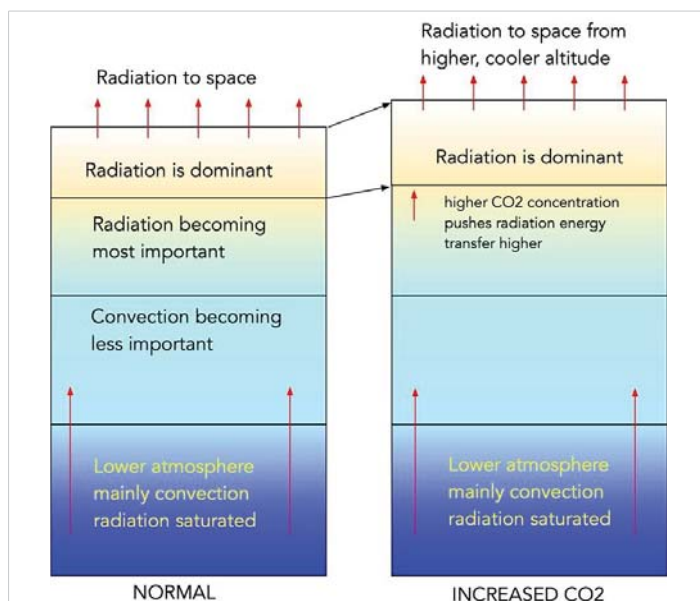 Radiation to space
Radiation is dominant
Radiation becoming
most important
Convection becoming
less important
Lower atmosphere
mainly convection
radiation saturated
NORMAL
Radiation to space from
higher, cooler altitude
Radiation is dominant
higher CO2 concentration
pushes radiation energy
transfer higher
Lower atmosphere
mainly convection
radiation saturated
INCREASED CO2